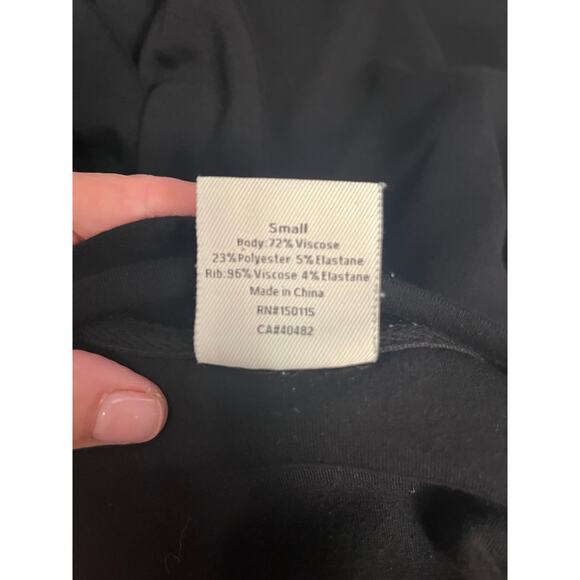 Small
Body:72% Viscose
23%Polyester 5% Elastane
Rib:96% Viscose 4% Elastane
Made in China
RN#150115
CA#40482